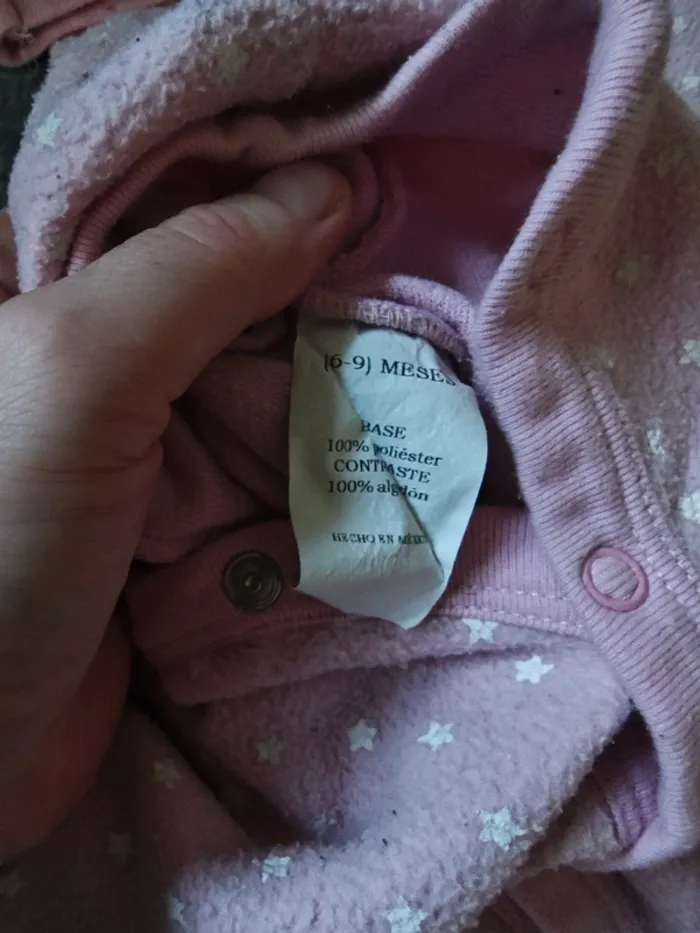 (6-9) MESES
BASE
100% poliéster
CONTRASTE
100% algodón
HECHO EN MÉXICO